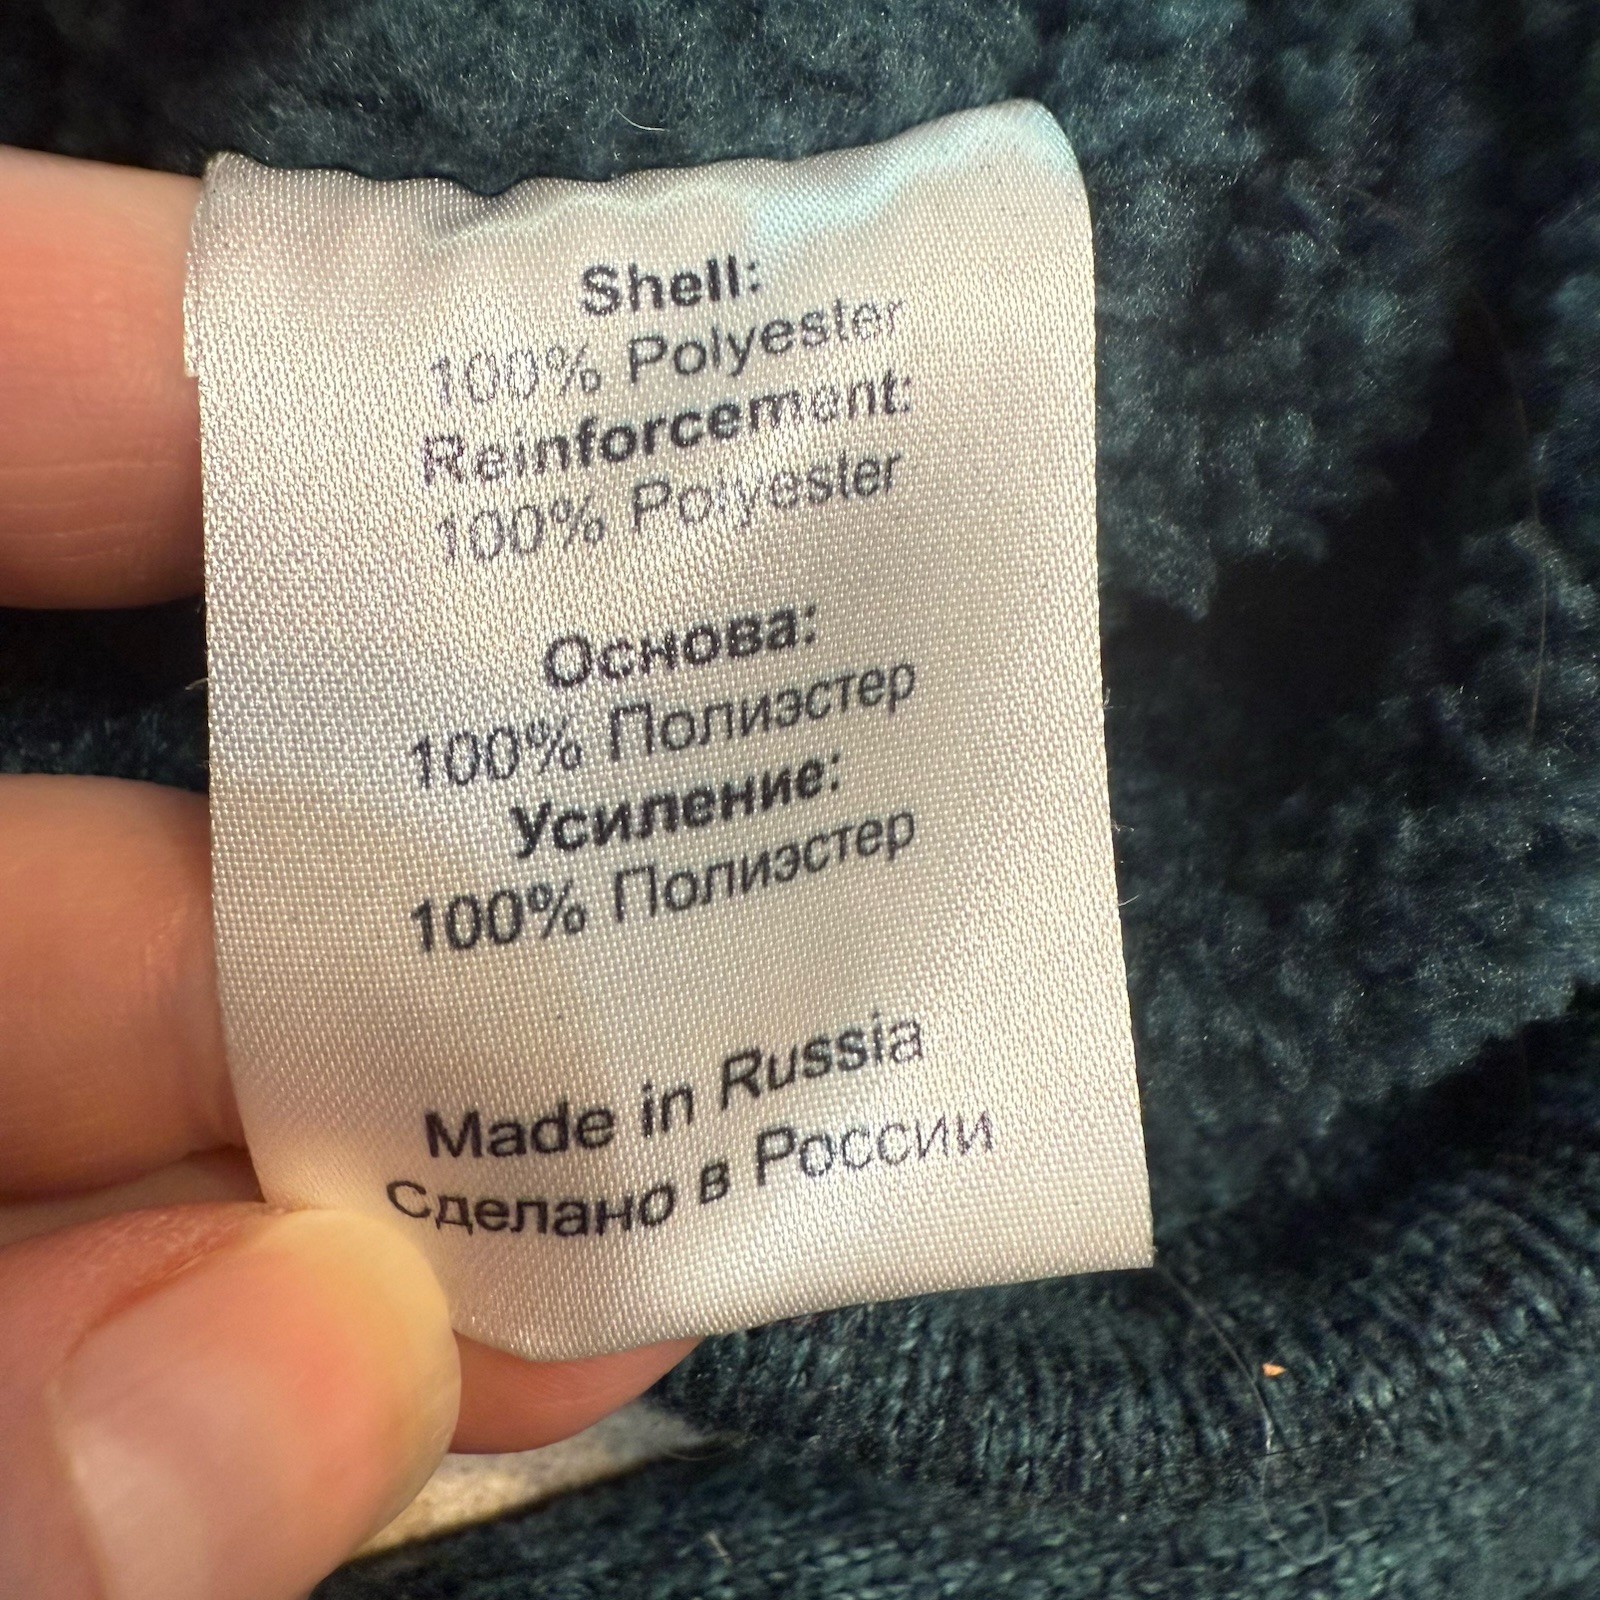 Shell:
100% Polyester
Reinforcement:
100% Polyester
Основа:
100% Полиэстер
Усиление:
100% Полиэстер
Made in Russia
Сделано в России